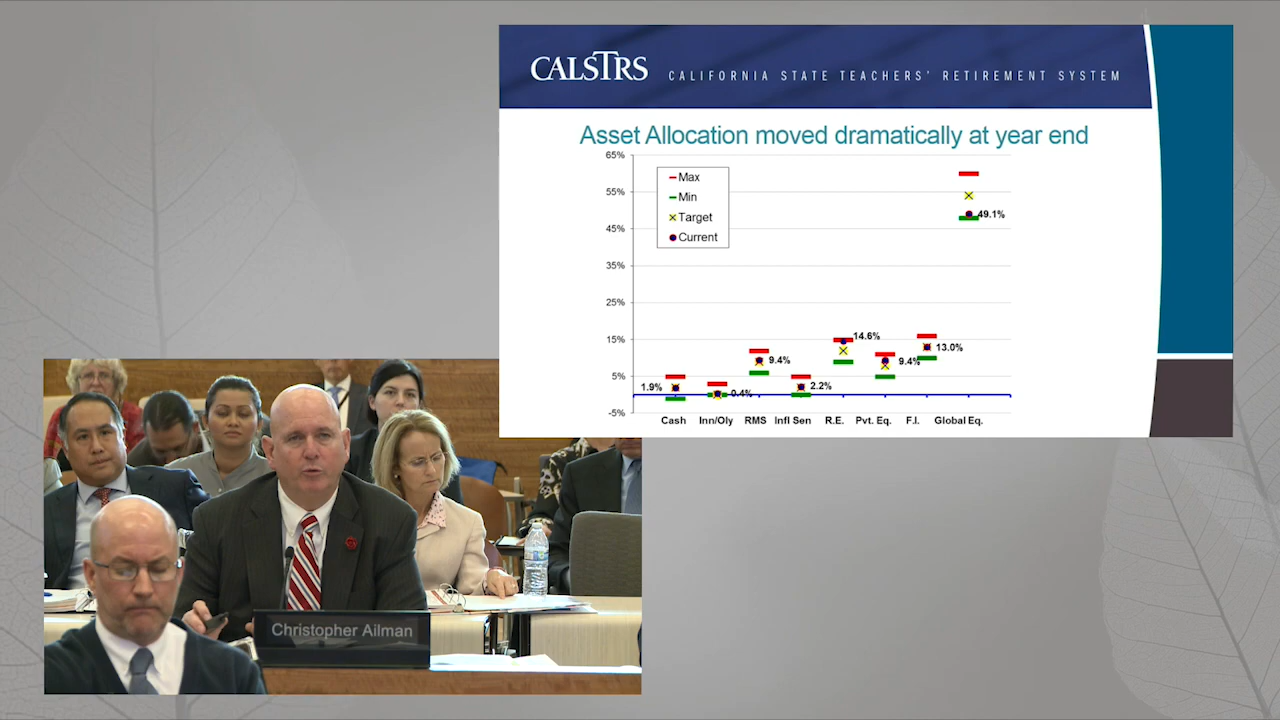 CALSTRS CALIFORNIA STATE TEACHERS' RETIREMENT SYSTEM
Asset Allocation moved dramatically at year end
65%
55%
45%
35%
25%
15%
5%
-5%
Max
Min
Target
Current
49.1%
14.6%
1.9%
0.4%
9.4%
2.2%
9.4%
13.0%
Cash Inn/Oly RMS Infl Sen R.E. Pvt. Eq. F.I. Global Eq.
Christopher Ailman